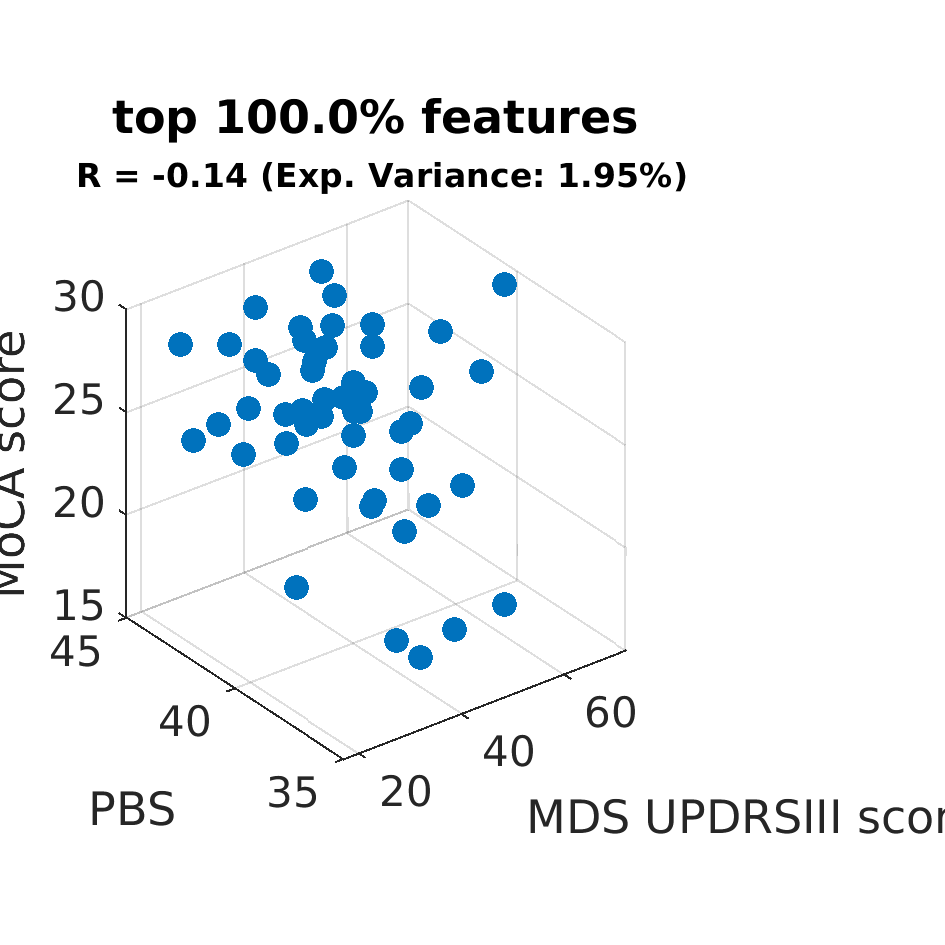 top 100.0% features
R = -0.14 (Exp. Variance: 1.95%)
30
25
20
15
MoCA score
45
40
35
PBS
20
40
60
MDS UPDRSIII scor